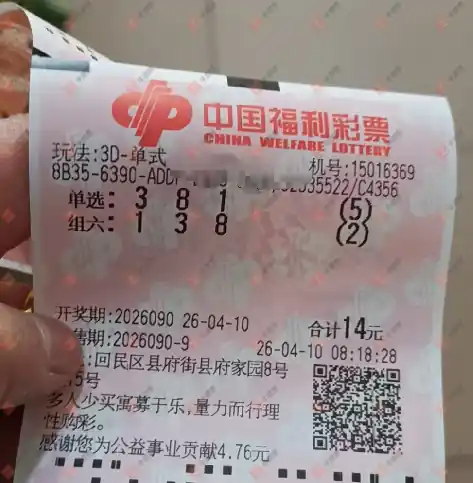 中国福利彩票
CHINA WELFARE LOTTERY
玩法:3D-单式
机号:15016369
8B35-6390-ADD 52535522/C4356
单选: 3 8 1 (5)
组六: 1 3 8 (2)
开奖期:2026090 26-04-10 合计14元
售期:2026090-9 26-04-10 08:18:28
:回民区县府街县府家园8号
5号
多人少买寓募于乐,量力而行理
性购彩。
感谢您为公益事业贡献4.76元